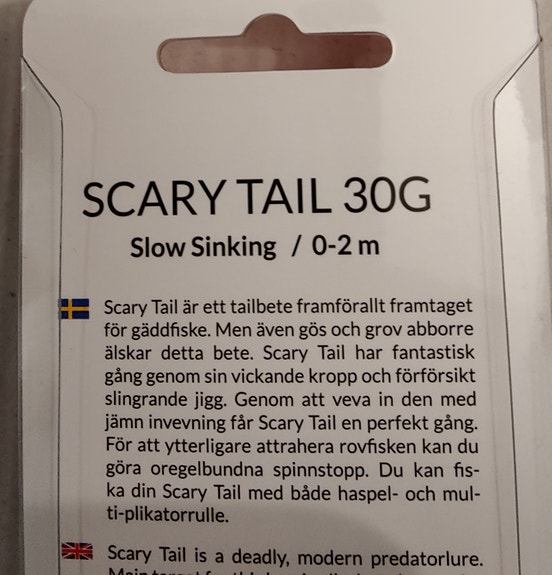 SCARY TAIL 30G
Slow Sinking / 0-2 m
Scary Tail är ett tailbete framförallt framtaget
för gäddfiske. Men även gös och grov abborre
älskar detta bete. Scary Tail har fantastisk
gång genom sin vickande kropp och förförsikt
slingrande jigg. Genom att veva in den med
jämn invevning får Scary Tail en perfekt gång.
För att ytterligare attrahera rovfisken kan du
göra oregelbundna spinnstopp. Du kan fis-
ka din Scary Tail med både haspel- och mul-
ti-plikatorrulle.
Scary Tail is a deadly, modern predatorlure.
Main target for this